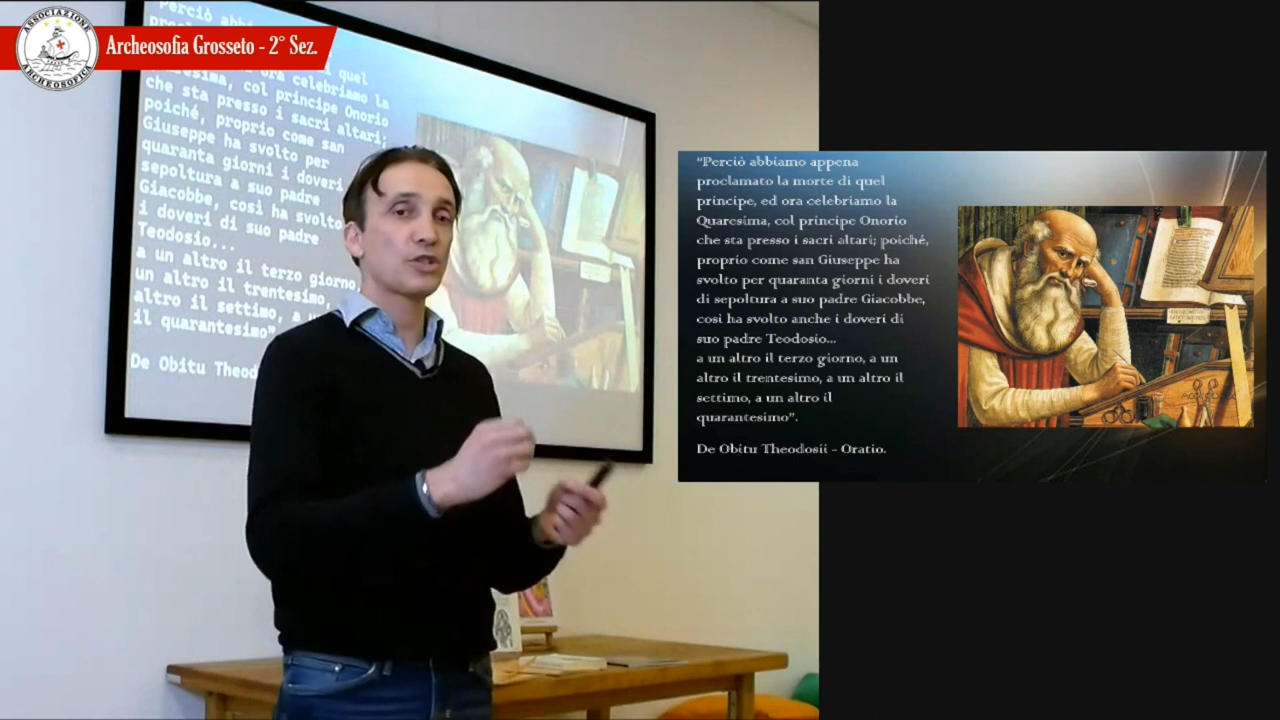 ASSOCIAZIONE
ARCHEOSOFICA
Archeosofia Grosseto - 2° Sez.
Perciò
quel
ora celebriamo la
col principe Onorio
che sta presso i sacri altari;
poiché, proprio come san
Giuseppe ha svolto per
quaranta giorni i doveri
sepoltura a suo padre
Giacobbe, così ha svolto
i doveri di suo padre
Teodosio...
a un altro il terzo giorno,
un altro il trentesimo,
altro il settimo, a
il quarantesimo"
De Obitu
"Perciò abbiamo appena
proclamato la morte di quel
principe, ed ora celebriamo la
Quaresima, col principe Onorio
che sta presso i sacri altari; poiché,
proprio come san Giuseppe ha
svolto per quaranta giorni i doveri
di sepoltura a suo padre Giacobbe,
così ha svolto anche i doveri di
suo padre Teodosio...
a un altro il terzo giorno, a un
altro il trentesimo, a un altro il
settimo, a un altro il
quarantesimo".
De Obitu Theodosii - Oratio.